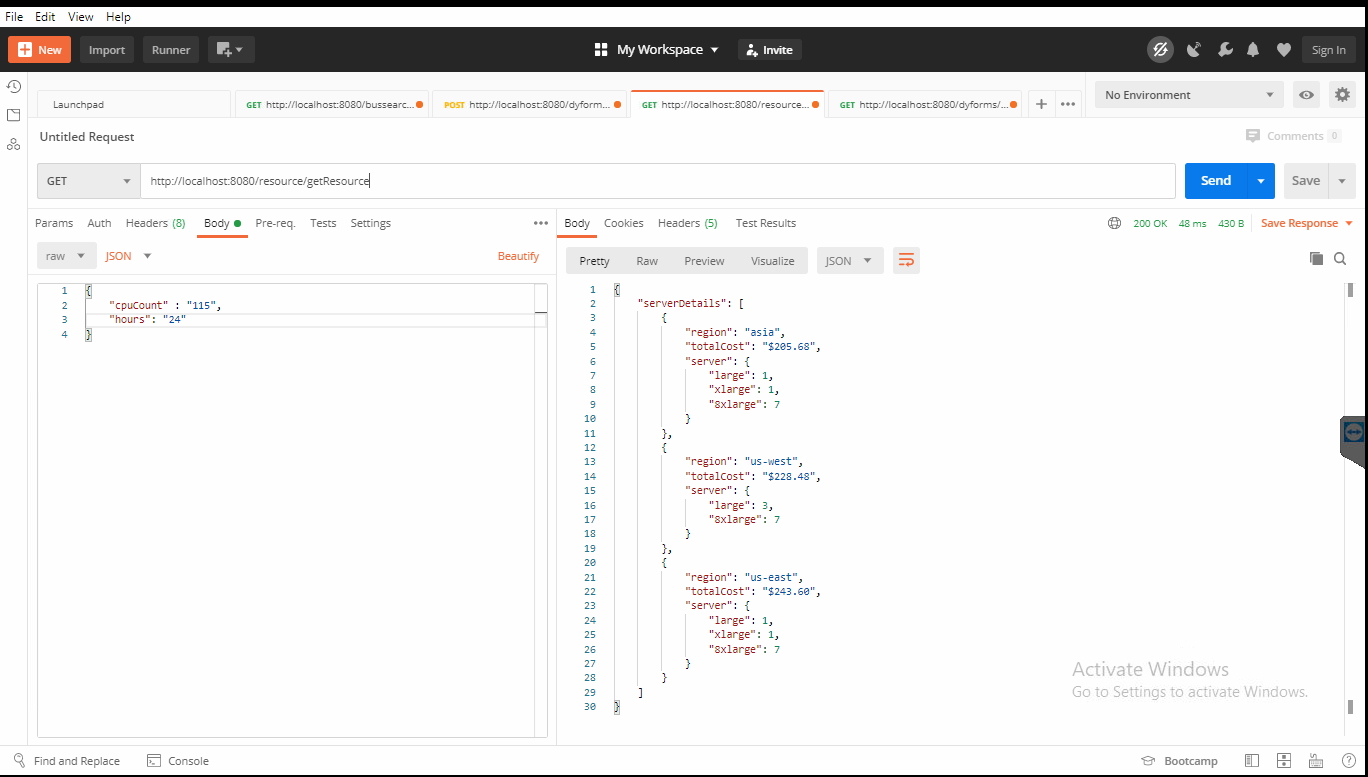 File Edit View Help
New Import Runner My Workspace Invite Sign In
Launchpad GET http://localhost:8080/bussearc... POST http://localhost:8080/dyform... GET http://localhost:8080/resource... GET http://localhost:8080/dyforms/... No Environment
Untitled Request Comments 0
GET http://localhost:8080/resource/getResource Send Save
Params Auth Headers (8) Body Pre-req. Tests Settings
raw JSON Beautify
1 {
2 "cpuCount" : "115",
3 "hours": "24"
4 }
Body Cookies Headers (5) Test Results 200 OK 48 ms 430 B Save Response
Pretty Raw Preview Visualize JSON
1 {
2 "serverDetails": [
3 {
4 "region": "asia",
5 "totalCost": "$205.68",
6 "server": {
7 "large": 1,
8 "xlarge": 1,
9 "8xlarge": 7
10 }
11 },
12 {
13 "region": "us-west",
14 "totalCost": "$228.48",
15 "server": {
16 "large": 3,
17 "8xlarge": 7
18 }
19 },
20 {
21 "region": "us-east",
22 "totalCost": "$243.60",
23 "server": {
24 "large": 1,
25 "xlarge": 1,
26 "8xlarge": 7
27 }
28 }
29 ]
30 }
Activate Windows
Go to Settings to activate Windows.
Find and Replace Console Bootcamp